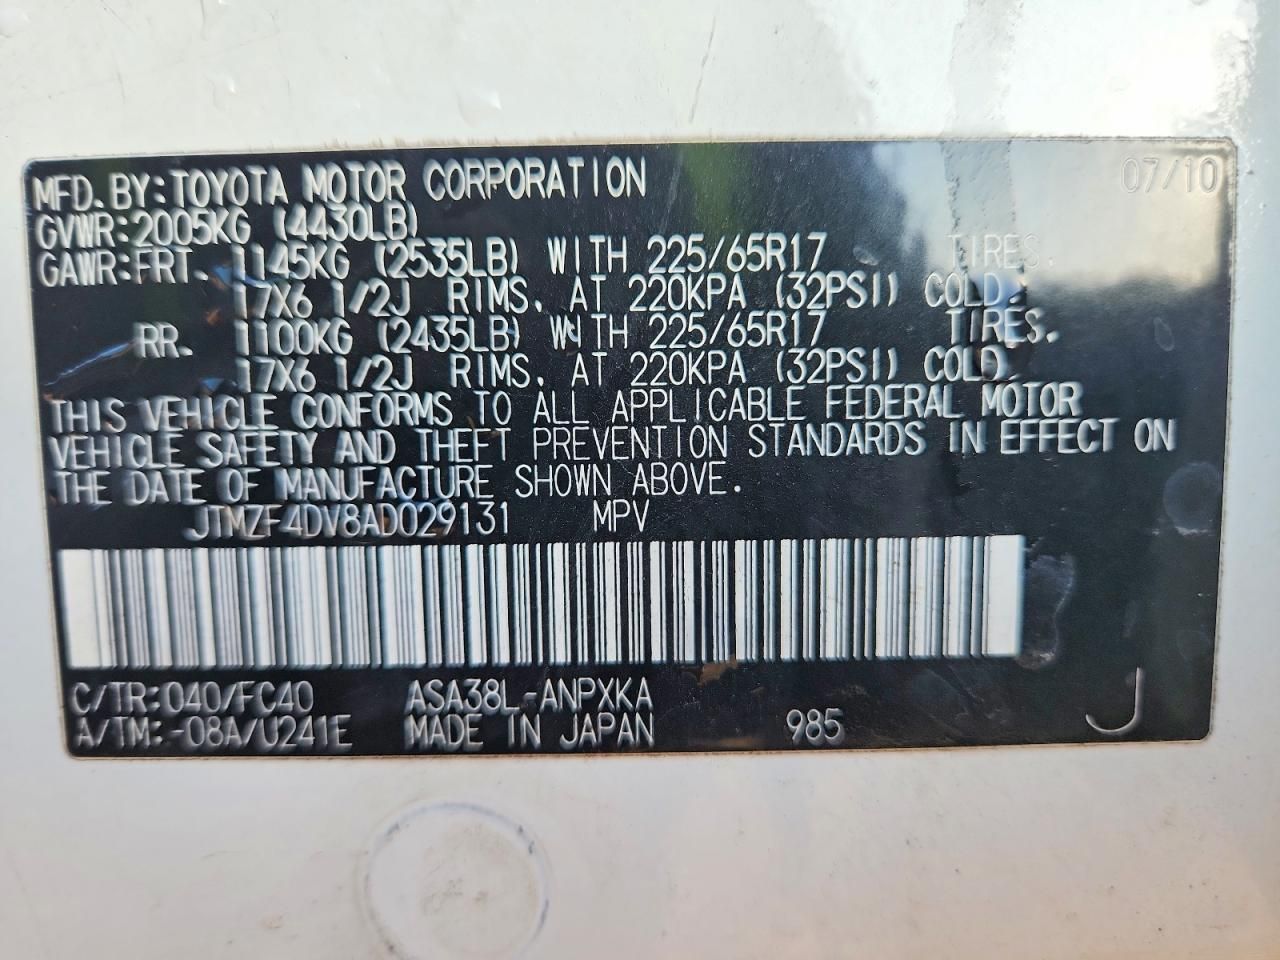 MFD. BY: TOYOTA MOTOR CORPORATION 07/10
GVWR: 2005KG (4430LB)
GAWR: FRT. 1145KG (2535LB) WITH 225/65R17 TIRES,
17X6 1/2J RIMS, AT 220KPA (32PSI) COLD.
RR. 1100KG (2435LB) WITH 225/65R17 TIRES.
17X6 1/2J RIMS, AT 220KPA (32PSI) COLD
THIS VEHICLE CONFORMS TO ALL APPLICABLE FEDERAL MOTOR
VEHICLE SAFETY AND THEFT PREVENTION STANDARDS IN EFFECT ON
THE DATE OF MANUFACTURE SHOWN ABOVE.
JTMZF4DV8AD029131 MPV
C/TR: 040/FC40 ASA38L-ANPXKA
A/TM: -08A/U241E MADE IN JAPAN 985 J